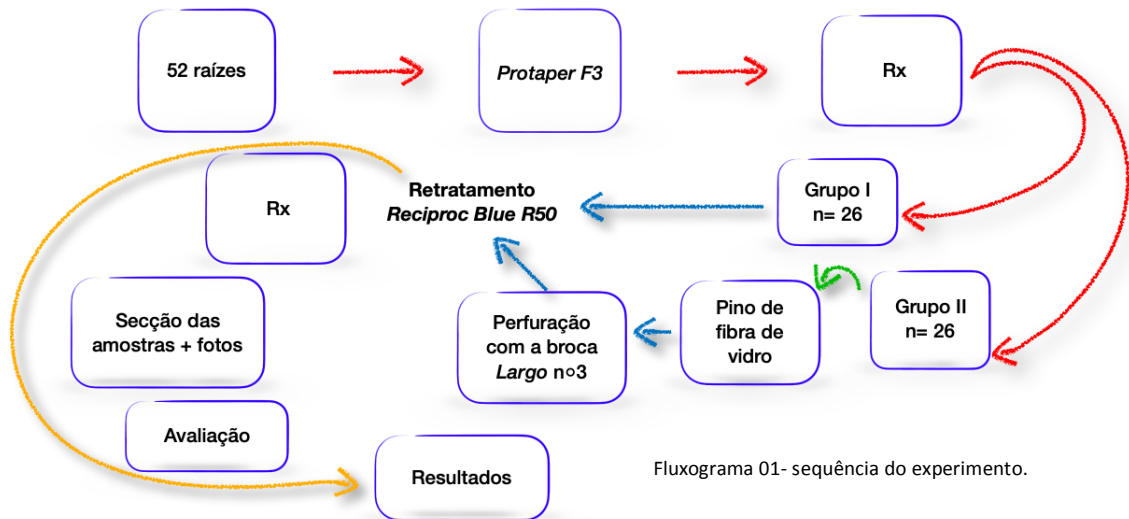 52 raízes
Protaper F3
Rx
Grupo I
n= 26
Grupo II
n= 26
Pino de
fibra de
vidro
Perfuração
com a broca
Largo n○3
Retratamento
Reciproc Blue R50
Rx
Secção das
amostras + fotos
Avaliação
Resultados
Fluxograma 01- sequência do experimento.